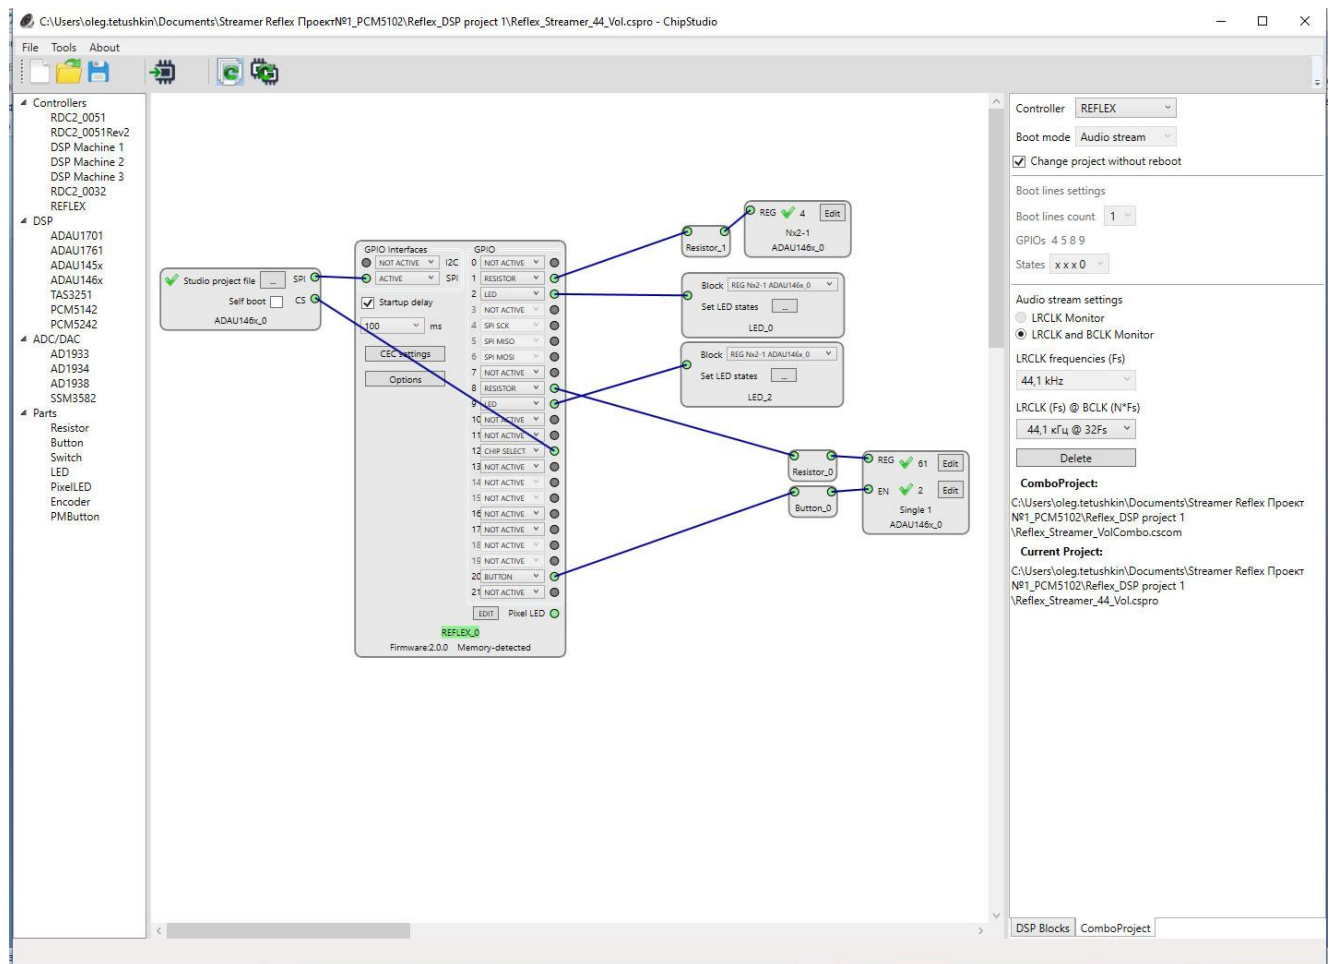 C:\Users\oleg.tetushkin\Documents\Streamer Reflex Проект№1_PCM5102\Reflex_DSP project 1\Reflex_Streamer_44_Vol.cspro - ChipStudio
File Tools About
Controllers
RDC2_0051
RDC2_0051Rev2
DSP Machine 1
DSP Machine 2
DSP Machine 3
RDC2_0032
REFLEX
DSP
ADAU1701
ADAU1761
ADAU145x
ADAU146x
TAS3251
PCM5142
PCM5242
ADC/DAC
AD1933
AD1934
AD1938
SSM3582
Parts
Resistor
Button
Switch
LED
PixelLED
Encoder
PMButton
Studio project file ... SPI
Self boot CS
ADAU146x_0
GPIO Interfaces
NOT ACTIVE I2C
ACTIVE SPI
Startup delay
100 ms
CEC settings
Options
GPIO
0 NOT ACTIVE
1 RESISTOR
2 LED
3 NOT ACTIVE
4 SPI SCK
5 SPI MISO
6 SPI MOSI
7 NOT ACTIVE
8 RESISTOR
9 LED
10 NOT ACTIVE
11 NOT ACTIVE
12 CHIP SELECT
13 NOT ACTIVE
14 NOT ACTIVE
15 NOT ACTIVE
16 NOT ACTIVE
17 NOT ACTIVE
18 NOT ACTIVE
19 NOT ACTIVE
20 BUTTON
21 NOT ACTIVE
EDIT Pixel LED
REFLEX_0
Firmware:2.0.0 Memory-detected
Resistor_1
REG 4 Edit
Nx2-1
ADAU146x_0
Block REG Nx2-1 ADAU146x_0
Set LED states ...
LED_0
Block REG Nx2-1 ADAU146x_0
Set LED states ...
LED_2
Resistor_0
Button_0
REG 61 Edit
EN 2 Edit
Single 1
ADAU146x_0
Controller REFLEX
Boot mode Audio stream
Change project without reboot
Boot lines settings
Boot lines count 1
GPIOs 4 5 8 9
States x x x 0
Audio stream settings
LRCLK Monitor
LRCLK and BCLK Monitor
LRCLK frequencies (Fs)
44,1 kHz
LRCLK (Fs) @ BCLK (N*Fs)
44,1 кГц @ 32Fs
Delete
ComboProject:
C:\Users\oleg.tetushkin\Documents\Streamer Reflex Проект
№1_PCM5102\Reflex_DSP project 1
\Reflex_Streamer_VolCombo.cscom
Current Project:
C:\Users\oleg.tetushkin\Documents\Streamer Reflex Проект
№1_PCM5102\Reflex_DSP project 1
\Reflex_Streamer_44_Vol.cspro
DSP Blocks ComboProject